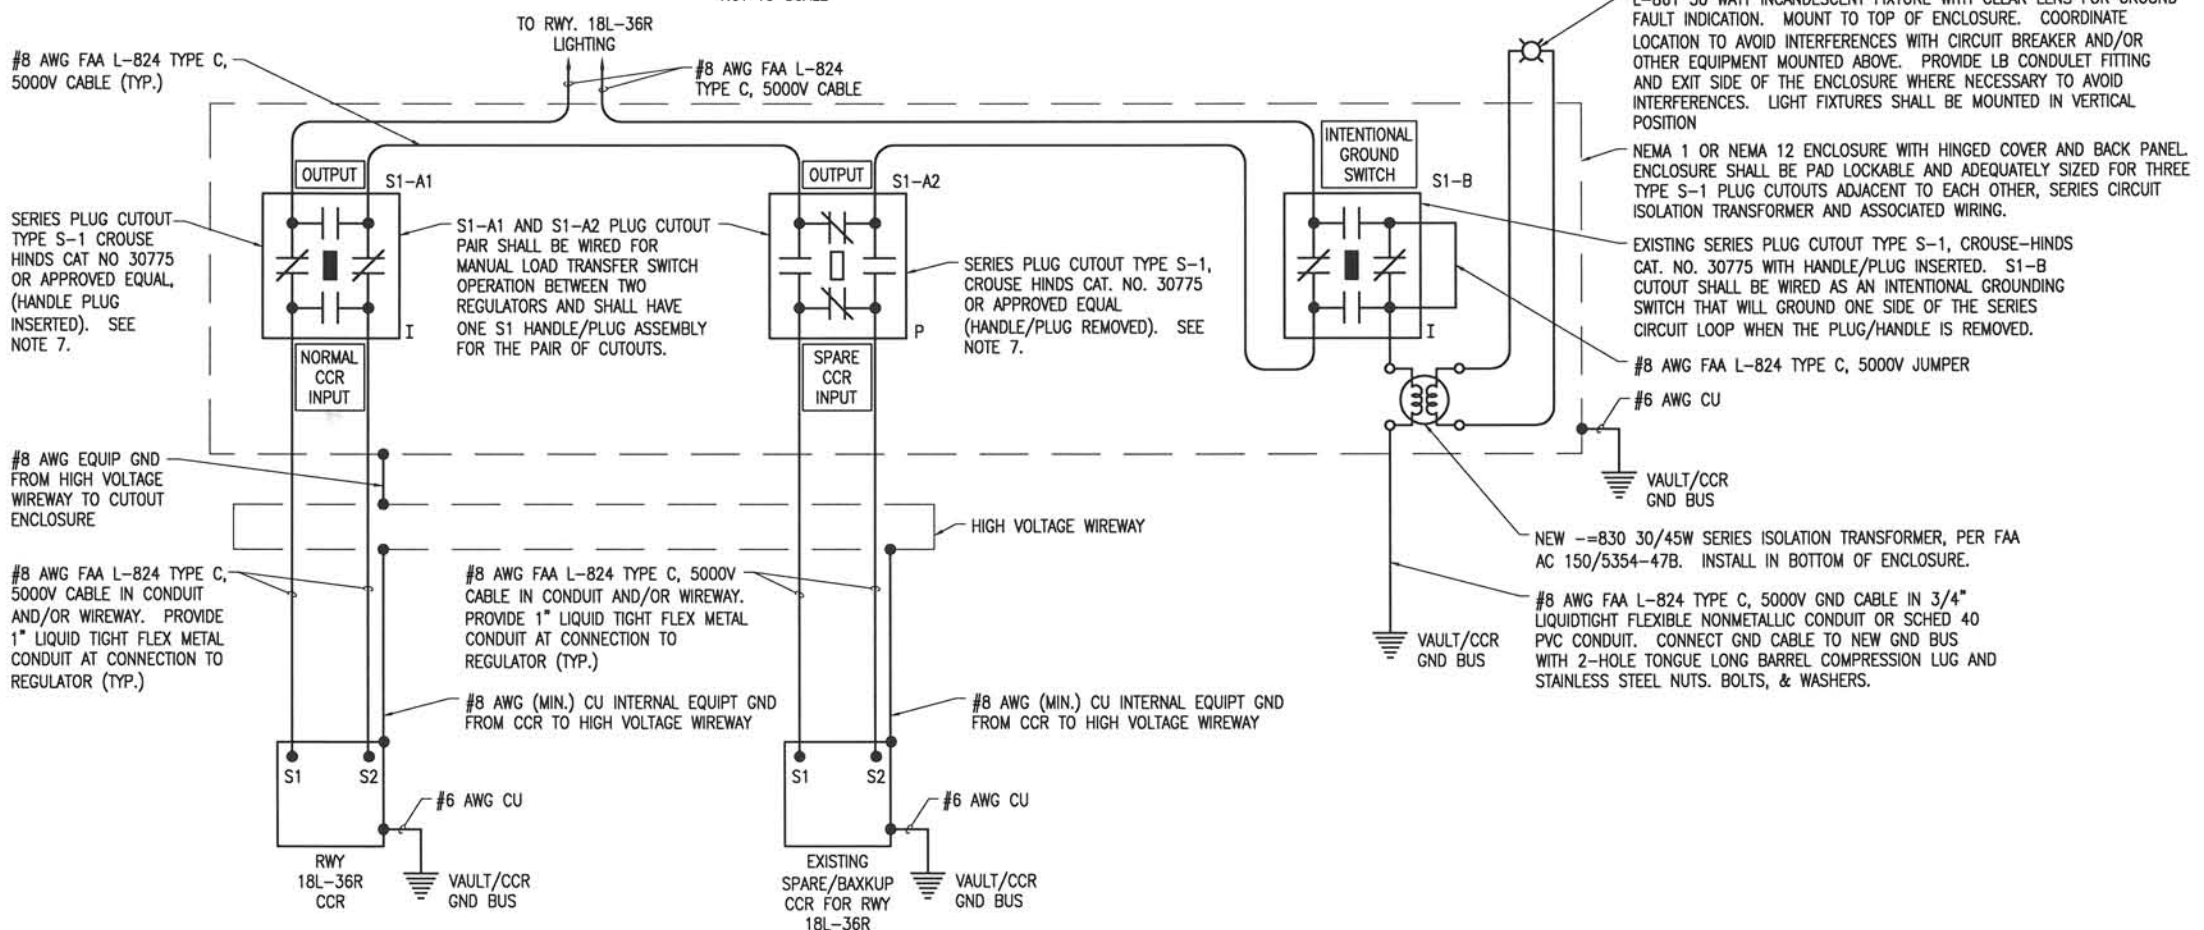 TO RWY. 18L-36R
LIGHTING
#8 AWG FAA L-824 TYPE C,
5000V CABLE (TYP.)
#8 AWG FAA L-824
TYPE C, 5000V CABLE
FAULT INDICATION. MOUNT TO TOP OF ENCLOSURE. COORDINATE
LOCATION TO AVOID INTERFERENCES WITH CIRCUIT BREAKER AND/OR
OTHER EQUIPMENT MOUNTED ABOVE. PROVIDE LB CONDULET FITTING
AND EXIT SIDE OF THE ENCLOSURE WHERE NECESSARY TO AVOID
INTERFERENCES. LIGHT FIXTURES SHALL BE MOUNTED IN VERTICAL
POSITION
OUTPUT
S1-A1
OUTPUT
S1-A2
INTENTIONAL
GROUND
SWITCH
S1-B
NEMA 1 OR NEMA 12 ENCLOSURE WITH HINGED COVER AND BACK PANEL.
ENCLOSURE SHALL BE PAD LOCKABLE AND ADEQUATELY SIZED FOR THREE
TYPE S-1 PLUG CUTOUTS ADJACENT TO EACH OTHER, SERIES CIRCUIT
ISOLATION TRANSFORMER AND ASSOCIATED WIRING.
SERIES PLUG CUTOUT
TYPE S-1 CROUSE
HINDS CAT NO 30775
OR APPROVED EQUAL,
(HANDLE PLUG
INSERTED). SEE
NOTE 7.
S1-A1 AND S1-A2 PLUG CUTOUT
PAIR SHALL BE WIRED FOR
MANUAL LOAD TRANSFER SWITCH
OPERATION BETWEEN TWO
REGULATORS AND SHALL HAVE
ONE S1 HANDLE/PLUG ASSEMBLY
FOR THE PAIR OF CUTOUTS.
SERIES PLUG CUTOUT TYPE S-1,
CROUSE HINDS CAT. NO. 30775
OR APPROVED EQUAL
(HANDLE/PLUG REMOVED). SEE
NOTE 7.
EXISTING SERIES PLUG CUTOUT TYPE S-1, CROUSE-HINDS
CAT. NO. 30775 WITH HANDLE/PLUG INSERTED. S1-B
CUTOUT SHALL BE WIRED AS AN INTENTIONAL GROUNDING
SWITCH THAT WILL GROUND ONE SIDE OF THE SERIES
CIRCUIT LOOP WHEN THE PLUG/HANDLE IS REMOVED.
I
P
I
NORMAL
CCR
INPUT
SPARE
CCR
INPUT
#8 AWG FAA L-824 TYPE C, 5000V JUMPER
#6 AWG CU
VAULT/CCR
GND BUS
#8 AWG EQUIP GND
FROM HIGH VOLTAGE
WIREWAY TO CUTOUT
ENCLOSURE
HIGH VOLTAGE WIREWAY
NEW -=830 30/45W SERIES ISOLATION TRANSFORMER, PER FAA
AC 150/5354-47B. INSTALL IN BOTTOM OF ENCLOSURE.
#8 AWG FAA L-824 TYPE C,
5000V CABLE IN CONDUIT
AND/OR WIREWAY. PROVIDE
1" LIQUID TIGHT FLEX METAL
CONDUIT AT CONNECTION TO
REGULATOR (TYP.)
#8 AWG FAA L-824 TYPE C, 5000V
CABLE IN CONDUIT AND/OR WIREWAY.
PROVIDE 1" LIQUID TIGHT FLEX METAL
CONDUIT AT CONNECTION TO
REGULATOR (TYP.)
#8 AWG FAA L-824 TYPE C, 5000V GND CABLE IN 3/4"
LIQUIDTIGHT FLEXIBLE NONMETALLIC CONDUIT OR SCHED 40
PVC CONDUIT. CONNECT GND CABLE TO NEW GND BUS
WITH 2-HOLE TONGUE LONG BARREL COMPRESSION LUG AND
STAINLESS STEEL NUTS. BOLTS, & WASHERS.
VAULT/CCR
GND BUS
#8 AWG (MIN.) CU INTERNAL EQUIPT GND
FROM CCR TO HIGH VOLTAGE WIREWAY
#8 AWG (MIN.) CU INTERNAL EQUIPT GND
FROM CCR TO HIGH VOLTAGE WIREWAY
S1
S2
S1
S2
#6 AWG CU
#6 AWG CU
RWY
18L-36R
CCR
VAULT/CCR
GND BUS
EXISTING
SPARE/BAXKUP
CCR FOR RWY
18L-36R
VAULT/CCR
GND BUS